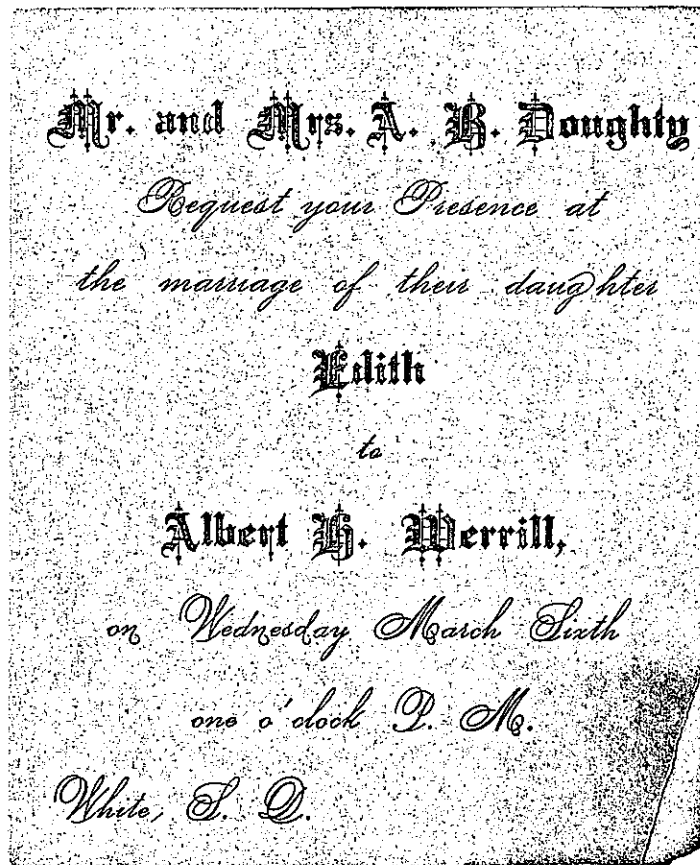 Mr. and Mrs. A. B. Doughty
Request your Presence at
the marriage of their daughter
Edith
to
Albert H. Werrill,
on Wednesday March Sixth
one o'clock P. M.
White, S. D.